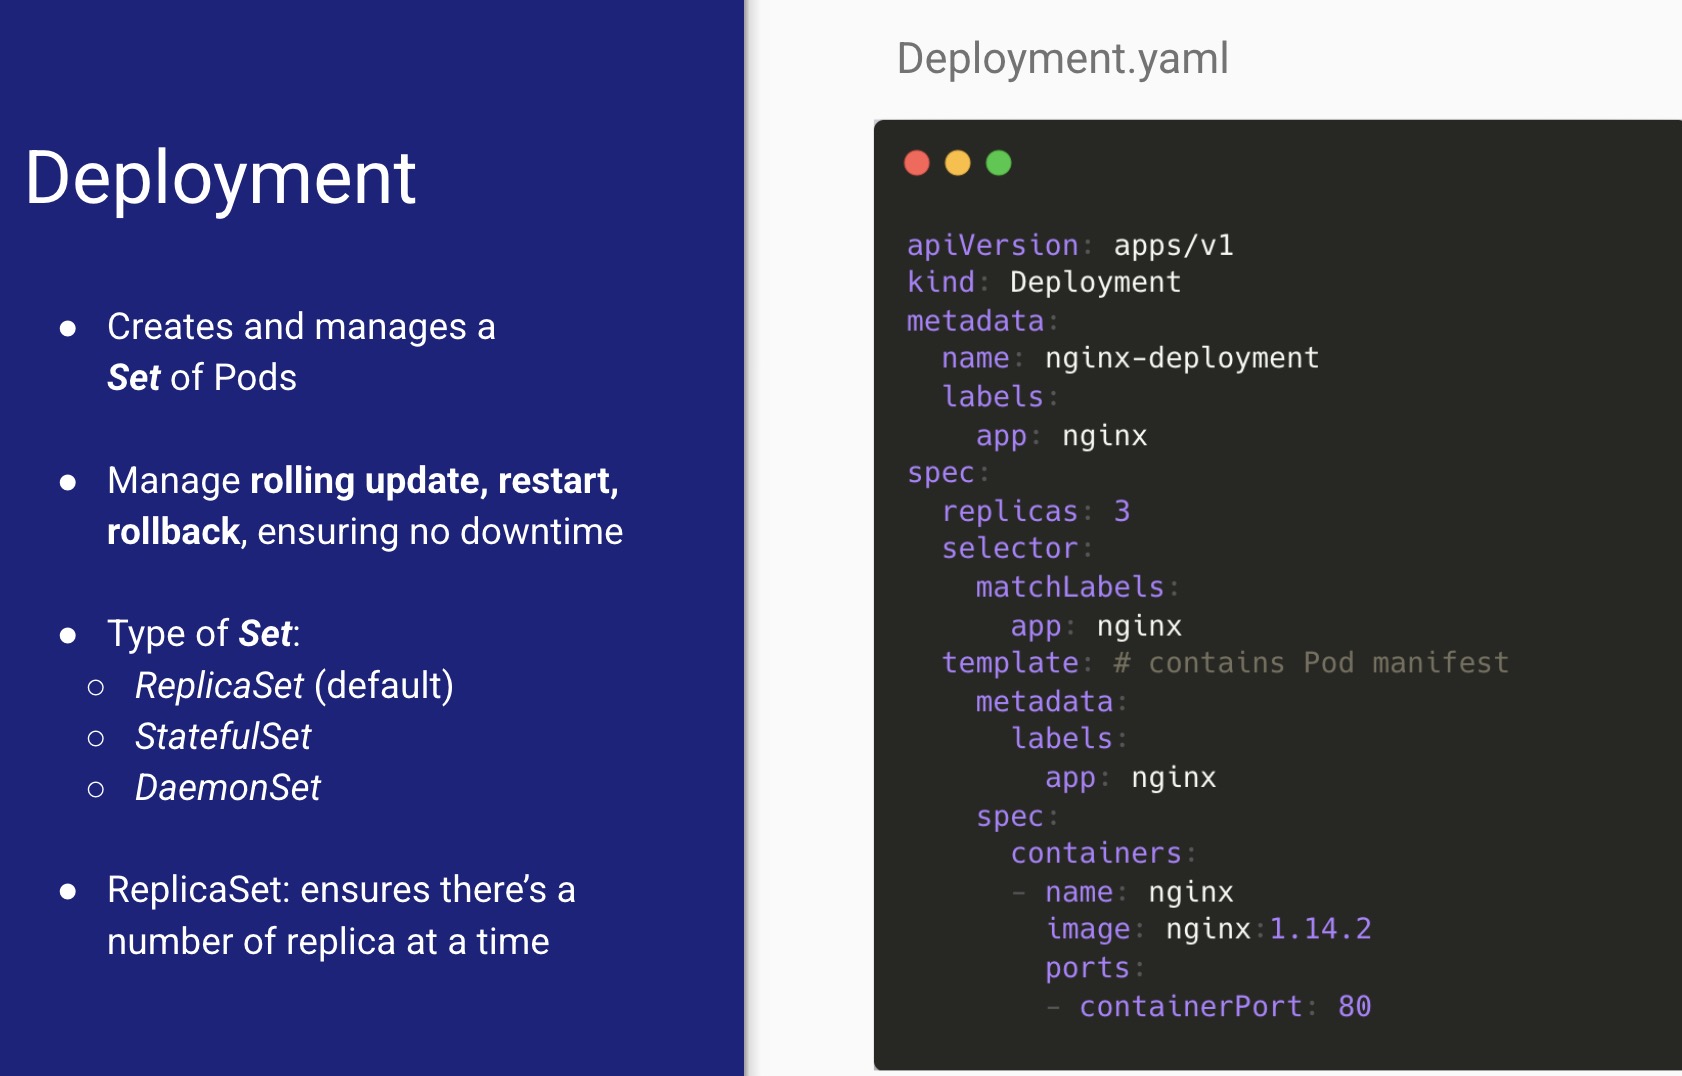 Deployment
● Creates and manages a
Set of Pods
● Manage rolling update, restart,
rollback, ensuring no downtime
● Type of Set:
○ ReplicaSet (default)
○ StatefulSet
○ DaemonSet
● ReplicaSet: ensures there’s a
number of replica at a time
Deployment.yaml
apiVersion: apps/v1
kind: Deployment
metadata:
  name: nginx-deployment
  labels:
    app: nginx
spec:
  replicas: 3
  selector:
    matchLabels:
      app: nginx
  template: # contains Pod manifest
    metadata:
      labels:
        app: nginx
    spec:
      containers:
      - name: nginx
        image: nginx:1.14.2
        ports:
        - containerPort: 80